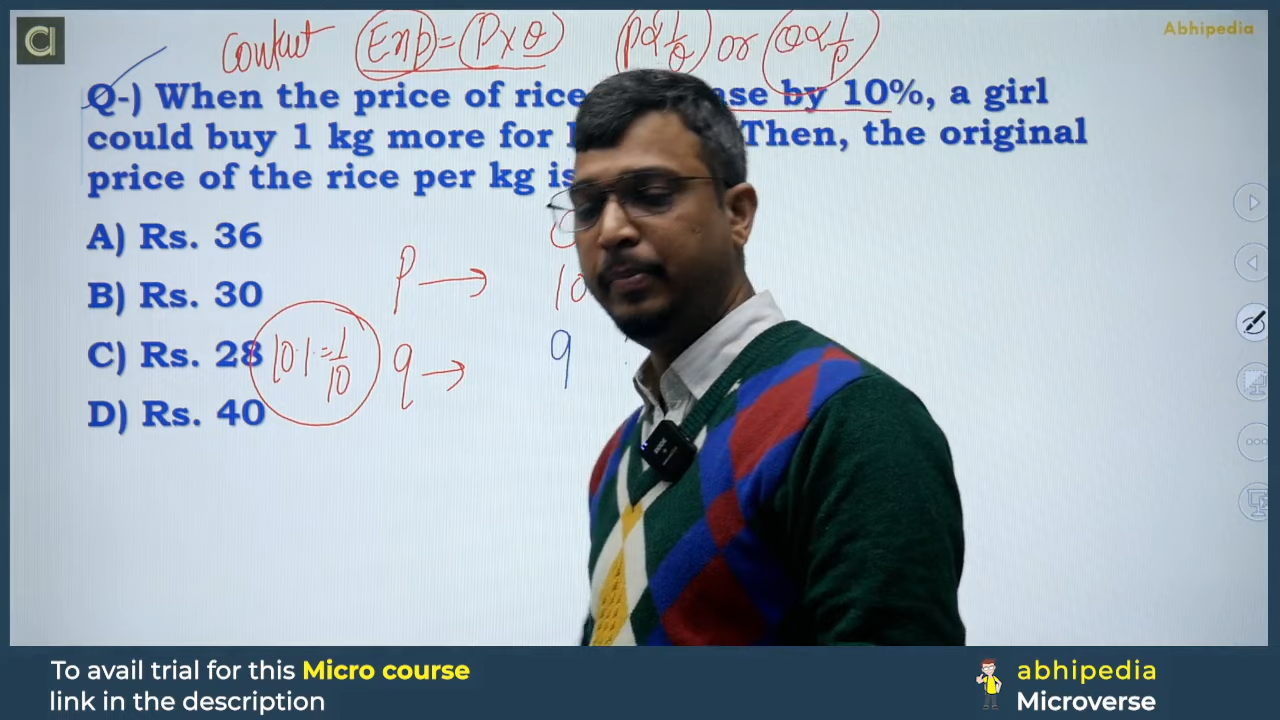 Abhipedia
Exp = (P x Q) (P α 1/Q) or (Q α 1/P)
Q-) When the price of rice by 10%, a girl
could buy 1 kg more for Then, the original
price of the rice per kg is
A) Rs. 36
B) Rs. 30
C) Rs. 28
D) Rs. 40
P → 10
10% = 1/10 q → 9
To avail trial for this Micro course
link in the description
abhipedia
Microverse